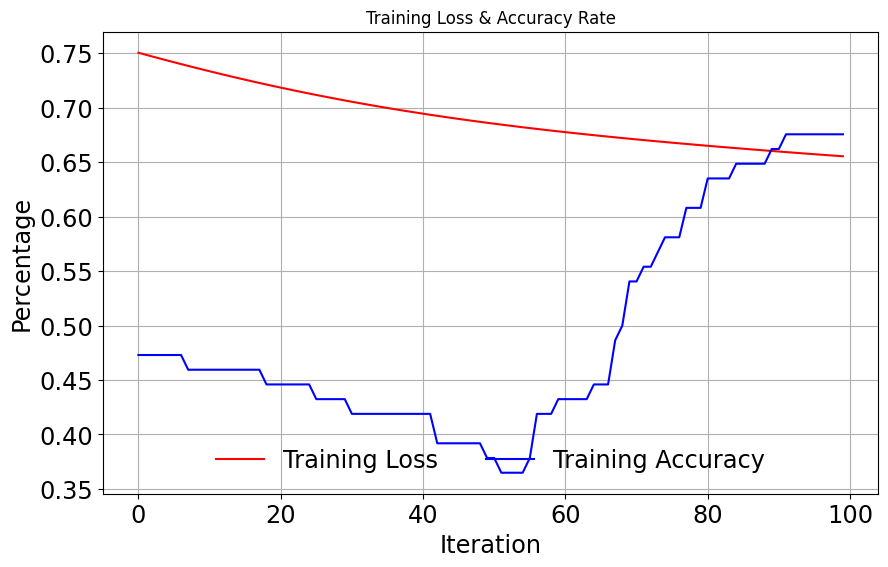 Training Loss & Accuracy Rate
0.75
0.70
0.65
0.60
0.55
0.50
0.45
0.40
0.35
Percentage
Training Loss Training Accuracy
0 20 40 60 80 100
Iteration